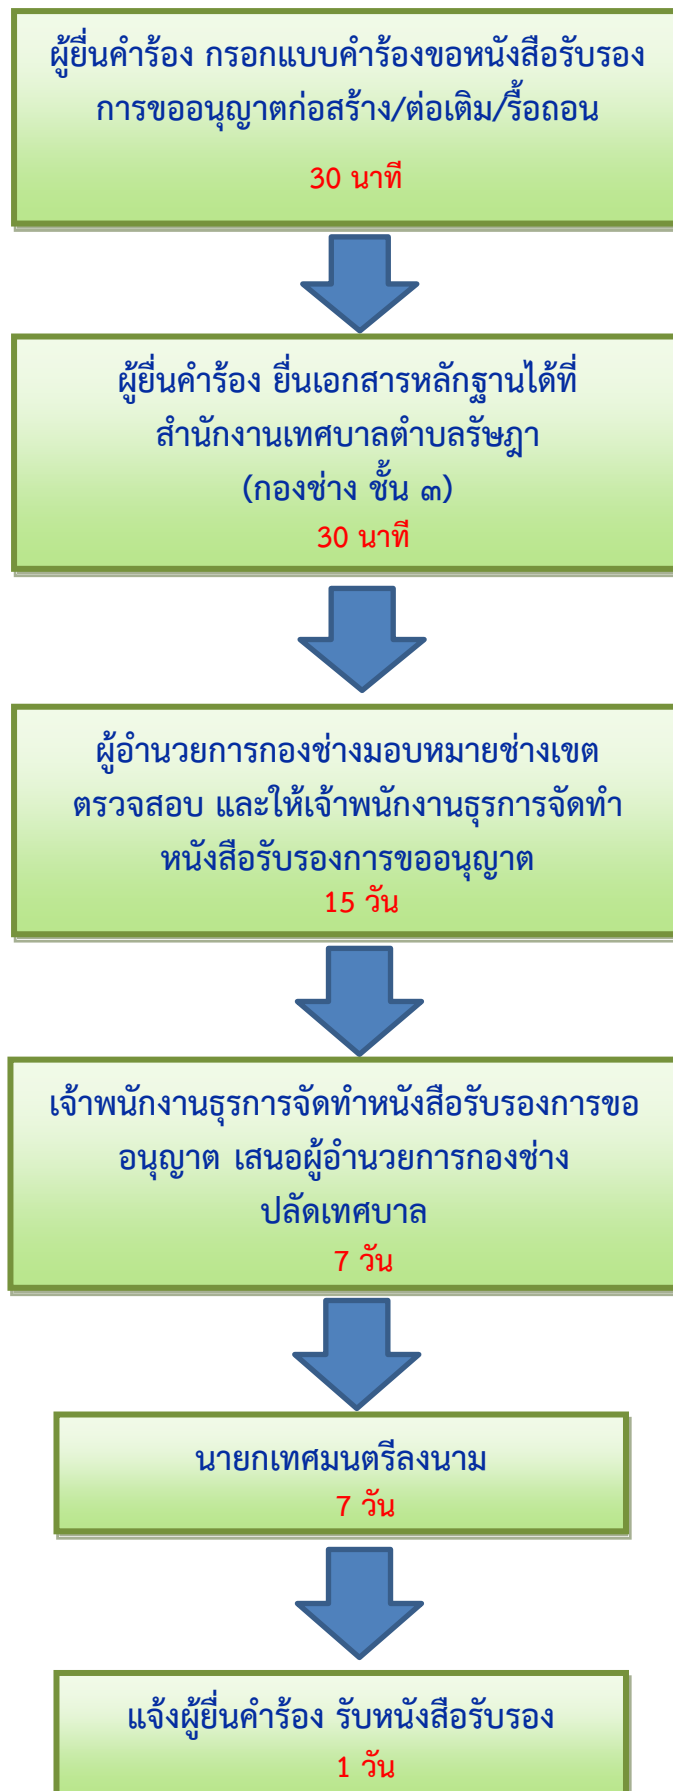 ผู้ยื่นคำร้อง กรอกแบบคำร้องขอหนังสือรับรอง
การขออนุญาตก่อสร้าง/ต่อเติม/รื้อถอน
30 นาที
ผู้ยื่นคำร้อง ยื่นเอกสารหลักฐานได้ที่
สำนักงานเทศบาลตำบลรัษฎา
(กองช่าง ชั้น ๓)
30 นาที
ผู้อำนวยการกองช่างมอบหมายช่างเขต
ตรวจสอบ และให้เจ้าพนักงานธุรการจัดทำ
หนังสือรับรองการขออนุญาต
15 วัน
เจ้าพนักงานธุรการจัดทำหนังสือรับรองการขอ
อนุญาต เสนอผู้อำนวยการกองช่าง
ปลัดเทศบาล
7 วัน
นายกเทศมนตรีลงนาม
7 วัน
แจ้งผู้ยื่นคำร้อง รับหนังสือรับรอง
1 วัน